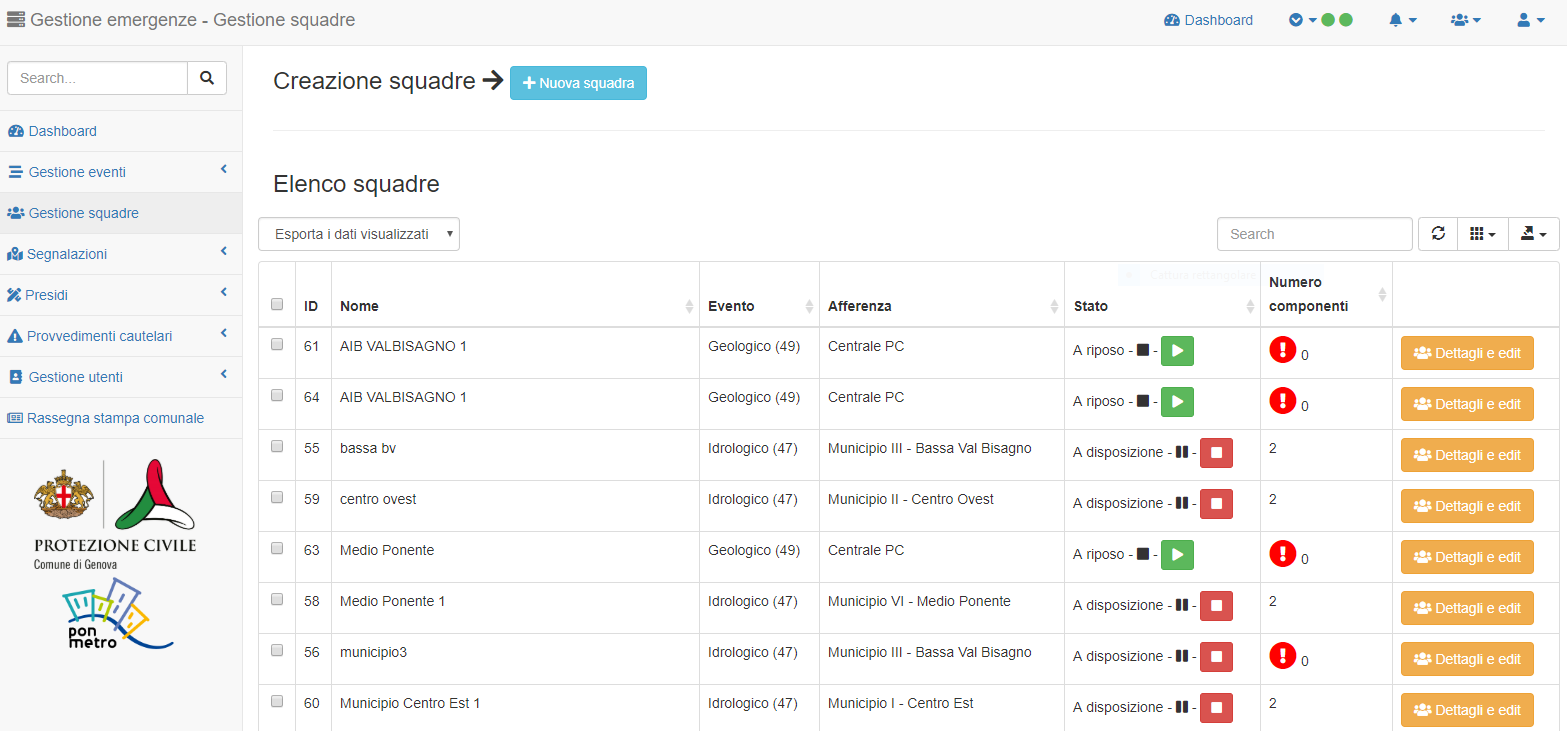 Gestione emergenze - Gestione squadre
Dashboard
Search...
Dashboard
Gestione eventi
Gestione squadre
Segnalazioni
Presidi
Provvedimenti cautelari
Gestione utenti
Rassegna stampa comunale
PROTEZIONE CIVILE
Comune di Genova
pon
metro
Creazione squadre
Nuova squadra
Elenco squadre
Esporta i dati visualizzati
Search
Cattura rettangolare
ID Nome Evento Afferenza Stato Numero componenti
61 AIB VALBISAGNO 1 Geologico (49) Centrale PC A riposo - - 0 Dettagli e edit
64 AIB VALBISAGNO 1 Geologico (49) Centrale PC A riposo - - 0 Dettagli e edit
55 bassa bv Idrologico (47) Municipio III - Bassa Val Bisagno A disposizione - - 2 Dettagli e edit
59 centro ovest Idrologico (47) Municipio II - Centro Ovest A disposizione - - 2 Dettagli e edit
63 Medio Ponente Geologico (49) Centrale PC A riposo - - 0 Dettagli e edit
58 Medio Ponente 1 Idrologico (47) Municipio VI - Medio Ponente A disposizione - - 2 Dettagli e edit
56 municipio3 Idrologico (47) Municipio III - Bassa Val Bisagno A disposizione - - 0 Dettagli e edit
60 Municipio Centro Est 1 Idrologico (47) Municipio I - Centro Est A disposizione - - 2 Dettagli e edit